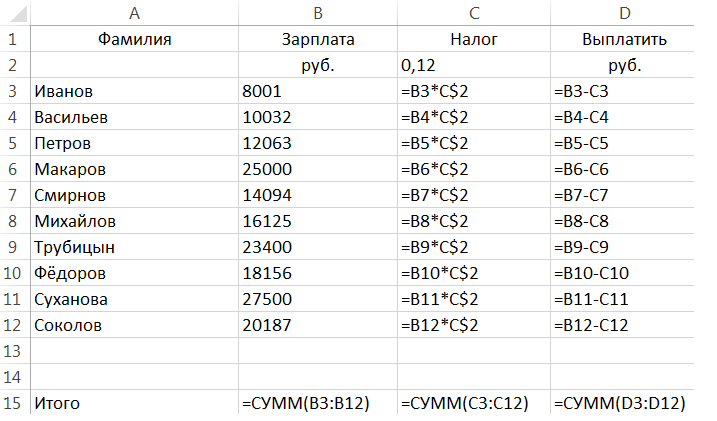 A B C D
1 Фамилия Зарплата Налог Выплатить
2 руб. 0,12 руб.
3 Иванов 8001 =B3*C$2 =B3-C3
4 Васильев 10032 =B4*C$2 =B4-C4
5 Петров 12063 =B5*C$2 =B5-C5
6 Макаров 25000 =B6*C$2 =B6-C6
7 Смирнов 14094 =B7*C$2 =B7-C7
8 Михайлов 16125 =B8*C$2 =B8-C8
9 Трубицын 23400 =B9*C$2 =B9-C9
10 Фёдоров 18156 =B10*C$2 =B10-C10
11 Суханова 27500 =B11*C$2 =B11-C11
12 Соколов 20187 =B12*C$2 =B12-C12
13
14
15 Итого =СУММ(B3:B12) =СУММ(C3:C12) =СУММ(D3:D12)